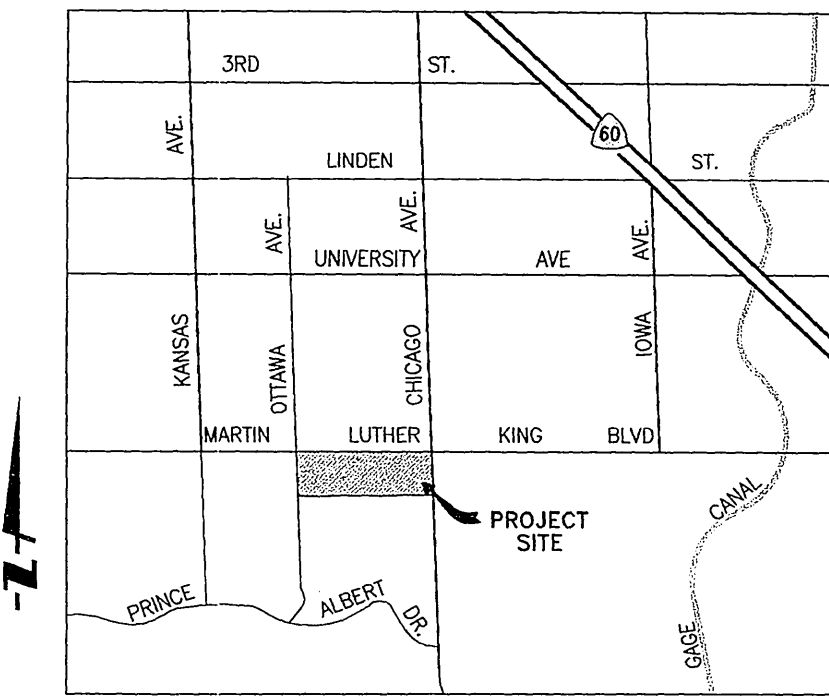 3RD ST.
60
AVE.
LINDEN ST.
AVE.
AVE.
AVE.
UNIVERSITY AVE
KANSAS
OTTAWA
CHICAGO
IOWA
MARTIN LUTHER KING BLVD
PROJECT
SITE
CANAL
GAGE
PRINCE ALBERT DR.
N